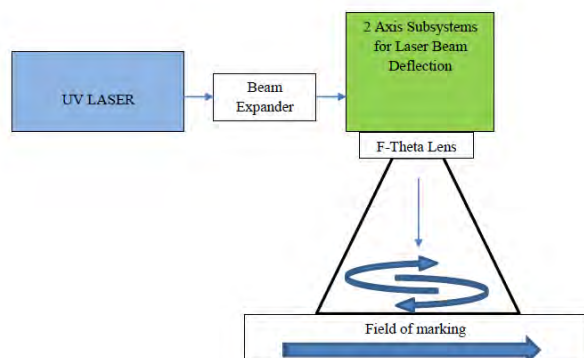 2 Axis Subsystems
for Laser Beam
Deflection
UV LASER
Beam
Expander
F-Theta Lens
Field of marking